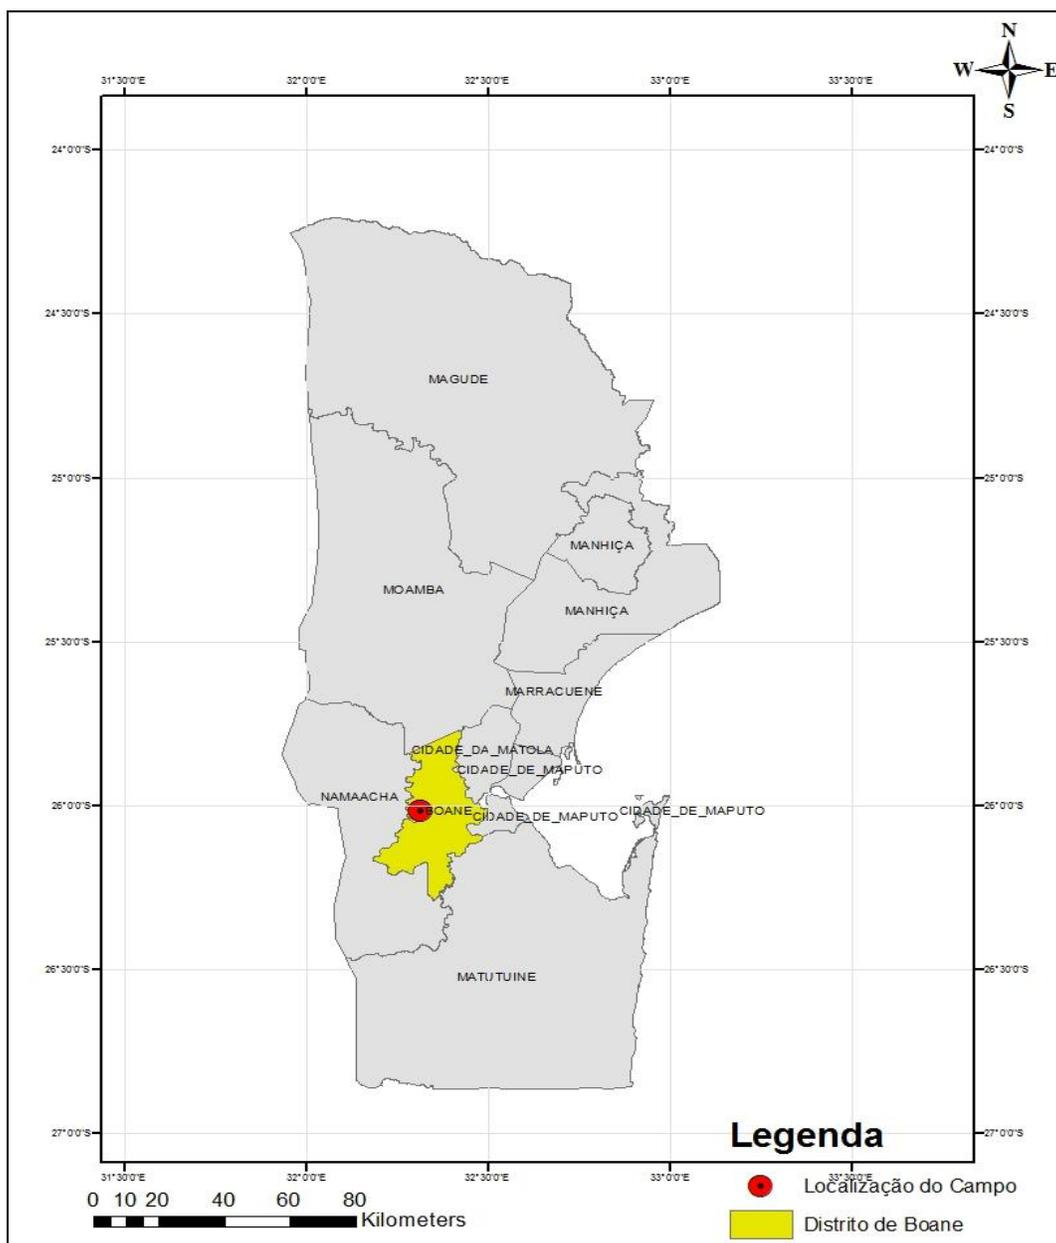 N
W E
S
31°30'0"E 32°0'0"E 32°30'0"E 33°0'0"E 33°30'0"E
24°0'0"S 24°0'0"S
24°30'0"S 24°30'0"S
MAGUDE
25°0'0"S 25°0'0"S
MANHIÇA
MOAMBA
MANHIÇA
25°30'0"S 25°30'0"S
MARRACUENE
CIDADE_DA_MATOLA
CIDADE_DE_MAPUTO
NAMAACHA
26°0'0"S BOANE CIDADE_DE_MAPUTO CIDADE_DE_MAPUTO 26°0'0"S
26°30'0"S 26°30'0"S
MATUTUINE
27°0'0"S 27°0'0"S
Legenda
31°30'0"E 32°0'0"E 32°30'0"E 33°0'0"E 33°30'0"E
Localização do Campo
0 10 20 40 60 80
Kilometers
Distrito de Boane